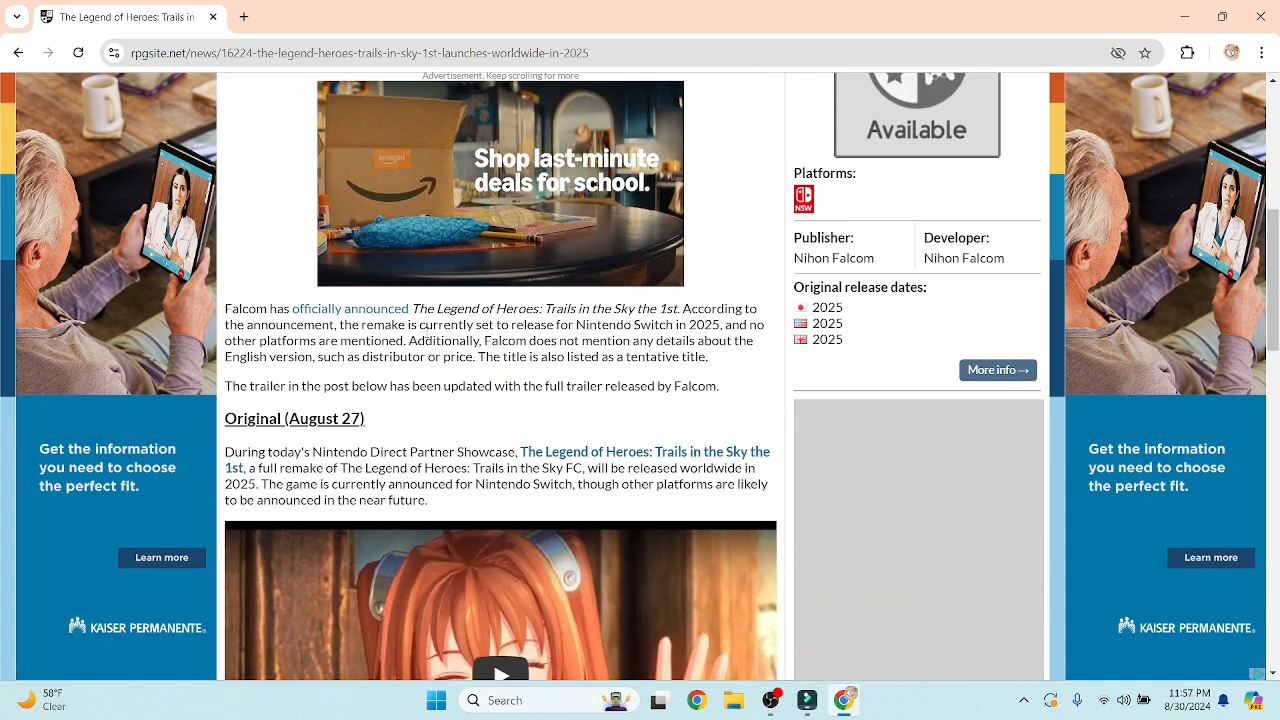 The Legend of Heroes: Trails in
rpgsite.net/news/16224-the-legend-heroes-trails-in-sky-1st-launches-worldwide-in-2025
Advertisement. Keep scrolling for more
amazon
Shop last-minute
deals for school.
Falcom has officially announced The Legend of Heroes: Trails in the Sky the 1st. According to
the announcement, the remake is currently set to release for Nintendo Switch in 2025, and no
other platforms are mentioned. Additionally, Falcom does not mention any details about the
English version, such as distributor or price. The title is also listed as a tentative title.
The trailer in the post below has been updated with the full trailer released by Falcom.
Original (August 27)
During today's Nintendo Direct Partner Showcase, The Legend of Heroes: Trails in the Sky the
1st, a full remake of The Legend of Heroes: Trails in the Sky FC, will be released worldwide in
2025. The game is currently announced for Nintendo Switch, though other platforms are likely
to be announced in the near future.
Available
Platforms:
NSW
Publisher:
Nihon Falcom
Developer:
Nihon Falcom
Original release dates:
2025
2025
2025
More info →
Get the information
you need to choose
the perfect fit.
Learn more
KAISER PERMANENTE®
Get the information
you need to choose
the perfect fit.
Learn more
KAISER PERMANENTE®
58°F
Clear
Search
11:57 PM
8/30/2024
PRE